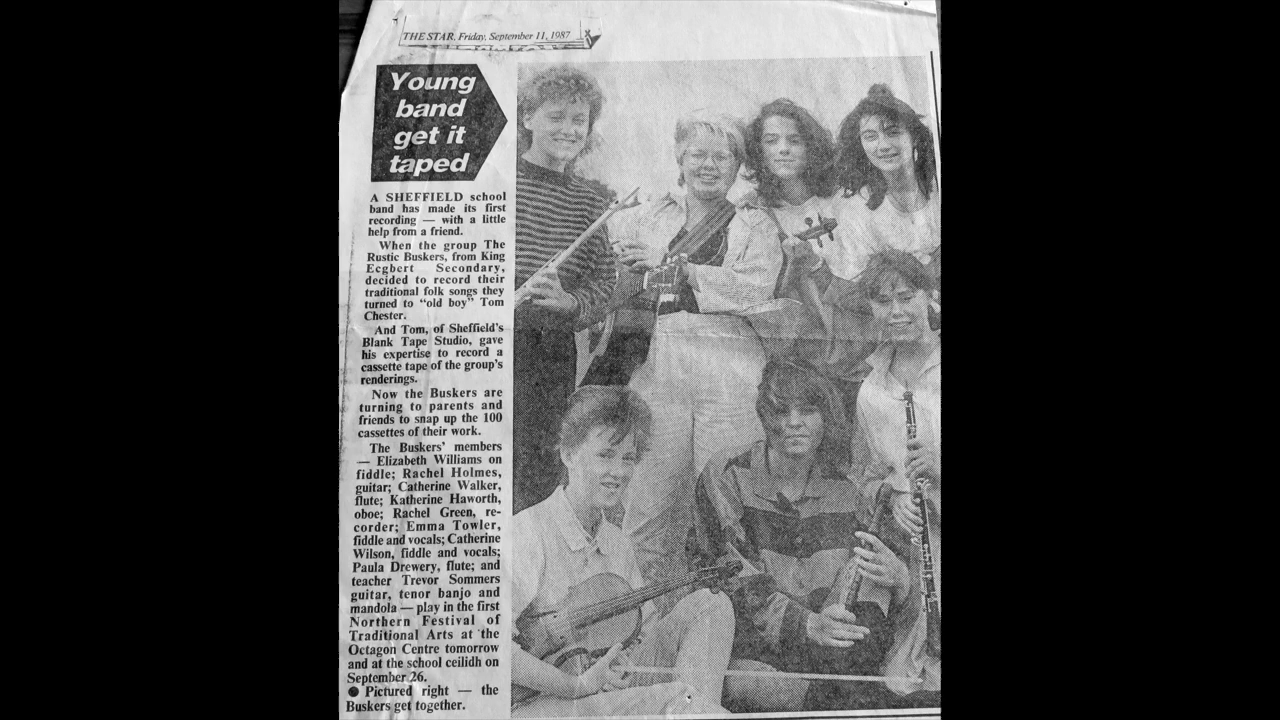 THE STAR, Friday, September 11, 1987
Young
band
get it
taped
A SHEFFIELD school
band has made its first
recording — with a little
help from a friend.
When the group The
Rustic Buskers, from King
Ecgbert Secondary,
decided to record their
traditional folk songs they
turned to "old boy" Tom
Chester.
And Tom, of Sheffield's
Blank Tape Studio, gave
his expertise to record a
cassette tape of the group's
renderings.
Now the Buskers are
turning to parents and
friends to snap up the 100
cassettes of their work.
The Buskers' members
— Elizabeth Williams on
fiddle; Rachel Holmes,
guitar; Catherine Walker,
flute; Katherine Haworth,
oboe; Rachel Green, re-
corder; Emma Towler,
fiddle and vocals; Catherine
Wilson, fiddle and vocals;
Paula Drewery, flute; and
teacher Trevor Sommers
guitar, tenor banjo and
mandola — play in the first
Northern Festival of
Traditional Arts at the
Octagon Centre tomorrow
and at the school ceilidh on
September 26.
● Pictured right — the
Buskers get together.